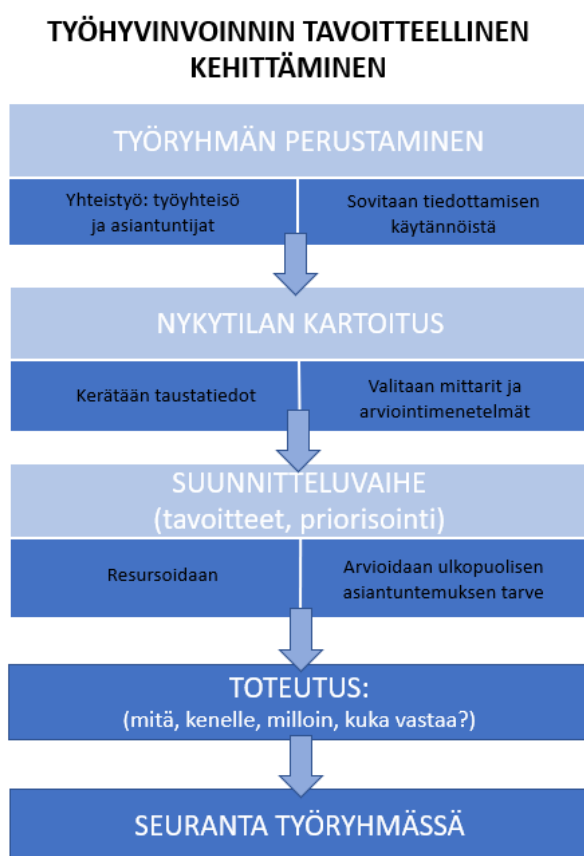 TYÖHYVINVOINNIN TAVOITTEELLINEN
KEHITTÄMINEN
TYÖRYHMÄN PERUSTAMINEN
Yhteistyö: työyhteisö
ja asiantuntijat
Sovitaan tiedottamisen
käytännöistä
NYKYTILAN KARTOITUS
Kerätään taustatiedot
Valitaan mittarit ja
arviointimenetelmät
SUUNNITTELUVAIHE
(tavoitteet, priorisointi)
Resursoidaan
Arvioidaan ulkopuolisen
asiantuntemuksen tarve
TOTEUTUS:
(mitä, kenelle, milloin, kuka vastaa?)
SEURANTA TYÖRYHMÄSSÄ